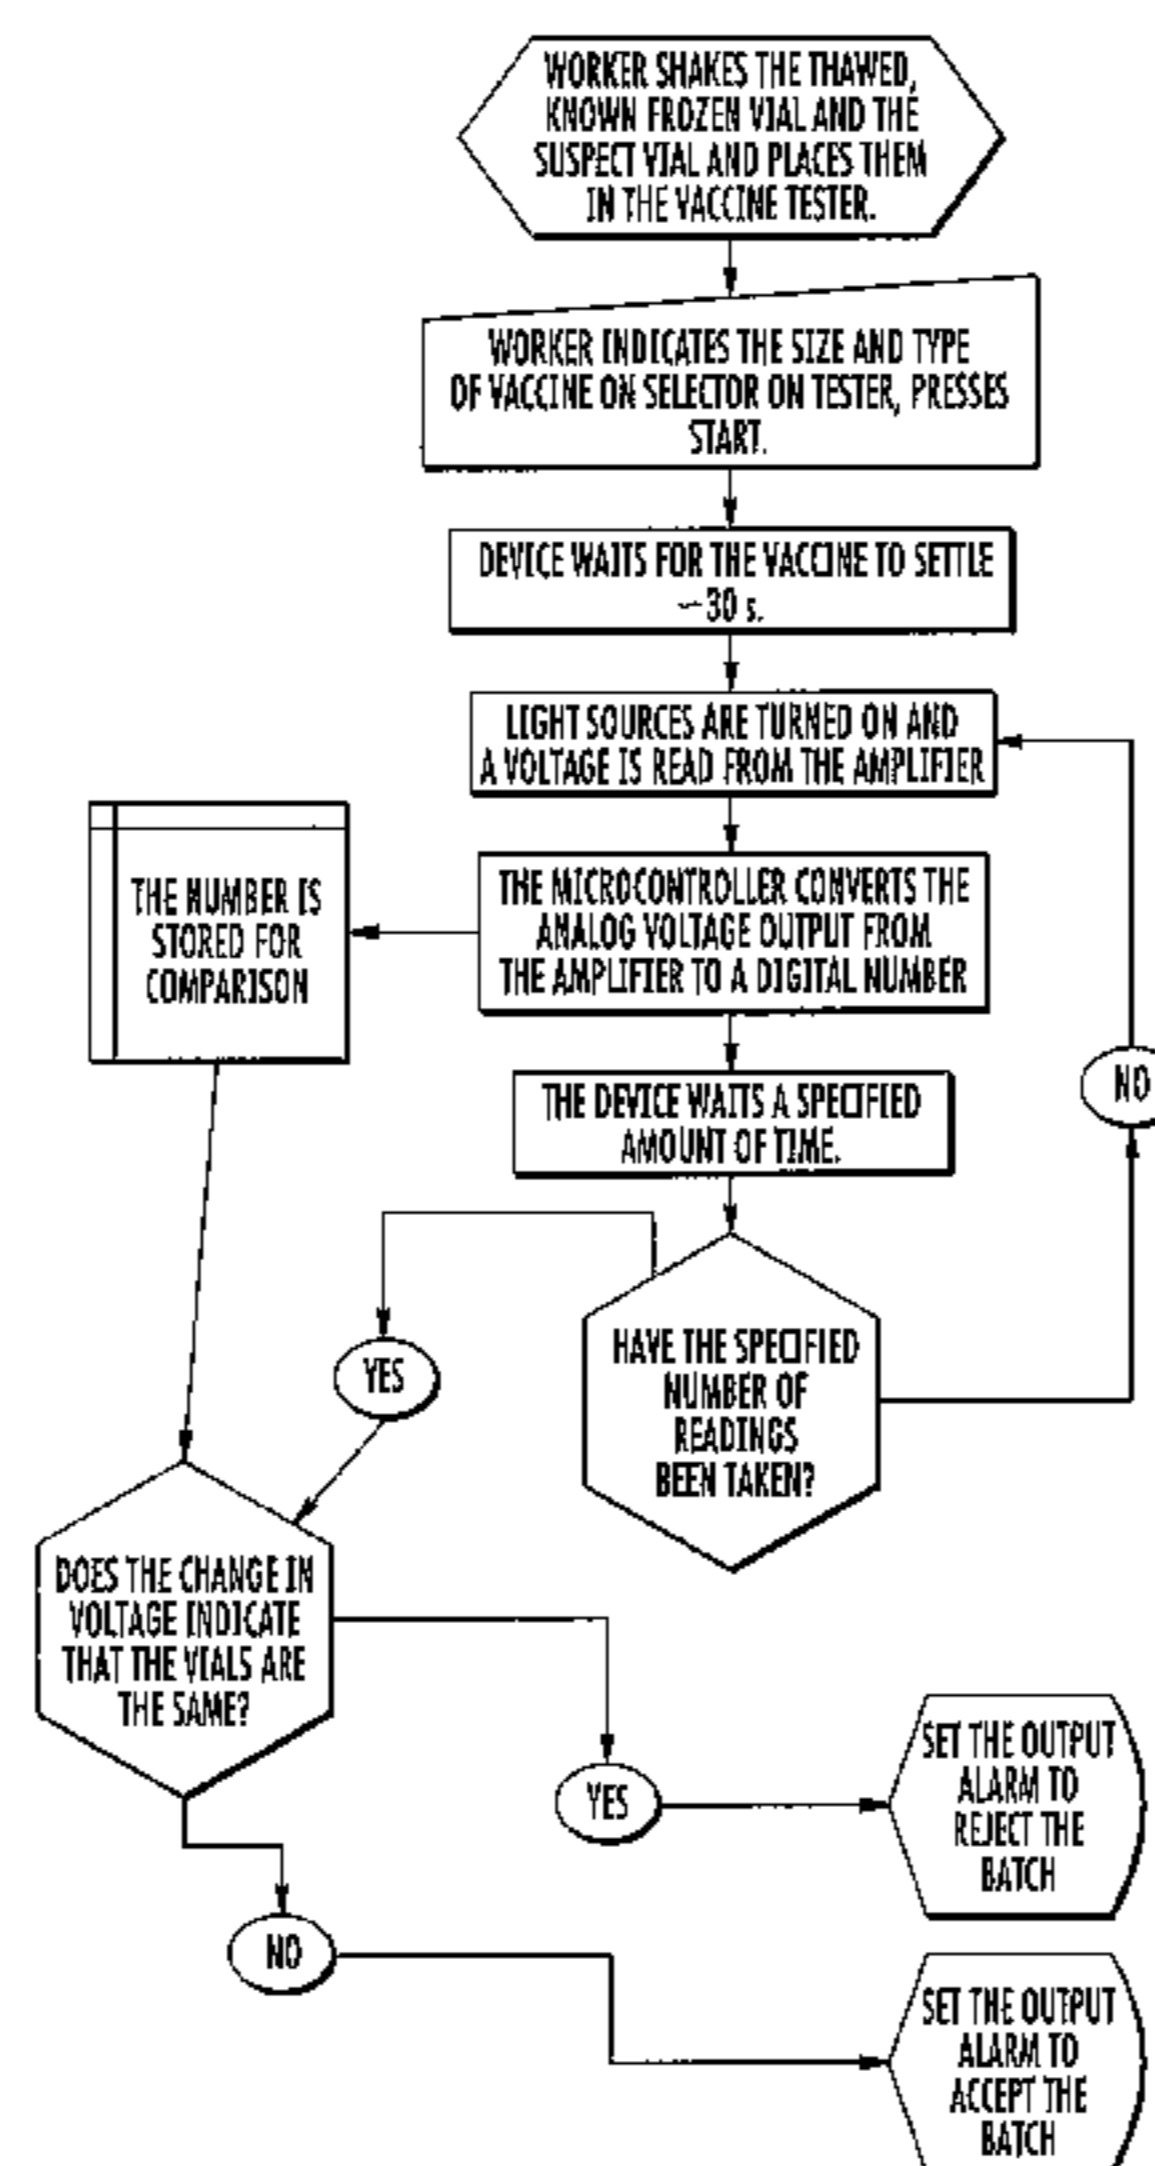 WORKER SHAKES THE THAWED,
KNOWN FROZEN VIAL AND THE
SUSPECT VIAL AND PLACES THEM
IN THE VACCINE TESTER.
WORKER INDICATES THE SIZE AND TYPE
OF VACCINE ON SELECTOR ON TESTER, PRESSES
START.
DEVICE WAITS FOR THE VACCINE TO SETTLE
~30 s.
LIGHT SOURCES ARE TURNED ON AND
A VOLTAGE IS READ FROM THE AMPLIFIER
THE MICROCONTROLLER CONVERTS THE
ANALOG VOLTAGE OUTPUT FROM
THE AMPLIFIER TO A DIGITAL NUMBER
THE NUMBER IS
STORED FOR
COMPARISON
THE DEVICE WAITS A SPECIFIED
AMOUNT OF TIME.
NO
HAVE THE SPECIFIED
NUMBER OF
READINGS
BEEN TAKEN?
YES
DOES THE CHANGE IN
VOLTAGE INDICATE
THAT THE VIALS ARE
THE SAME?
YES
SET THE OUTPUT
ALARM TO
REJECT THE
BATCH
NO
SET THE OUTPUT
ALARM TO
ACCEPT THE
BATCH